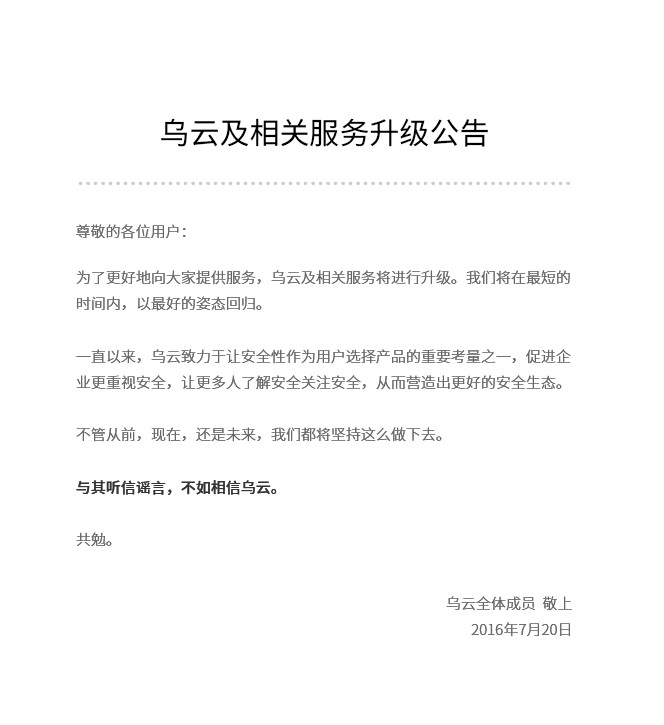 乌云及相关服务升级公告
尊敬的各位用户：
为了更好地向大家提供服务，乌云及相关服务将进行升级。我们将在最短的
时间内，以最好的姿态回归。
一直以来，乌云致力于让安全性作为用户选择产品的重要考量之一，促进企
业更重视安全，让更多人了解安全关注安全，从而营造出更好的安全生态。
不管从前，现在，还是未来，我们都将坚持这么做下去。
与其听信谣言，不如相信乌云。
共勉。
乌云全体成员 敬上
2016年7月20日